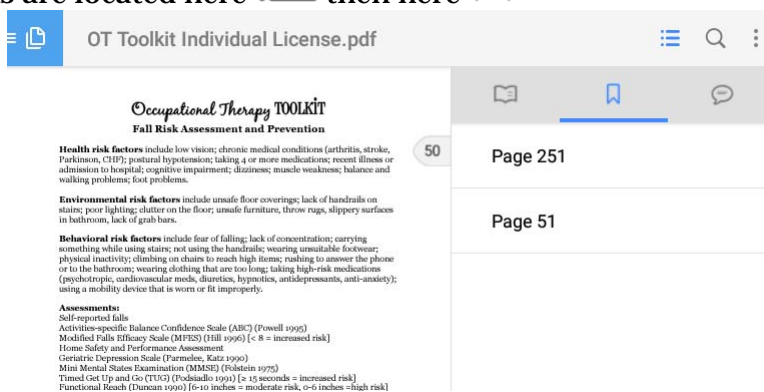 s are located here then here
OT Toolkit Individual License.pdf
Occupational Therapy TOOLKIT
Fall Risk Assessment and Prevention
Health risk factors include low vision; chronic medical conditions (arthritis, stroke,
Parkinson, CHF); postural hypotension; taking 4 or more medications; recent illness or
admission to hospital; cognitive impairment; dizziness; muscle weakness; balance and
walking problems; foot problems.
Environmental risk factors include unsafe floor coverings; lack of handrails on
stairs; poor lighting; clutter on the floor; unsafe furniture, throw rugs, slippery surfaces
in bathroom, lack of grab bars.
Behavioral risk factors include fear of falling; lack of concentration; carrying
something while using stairs; not using the handrails; wearing unsuitable footwear;
physical inactivity; climbing on chairs to reach high items; rushing to answer the phone
or to the bathroom; wearing clothing that are too long; taking high-risk medications
(psychotropic, cardiovascular meds, diuretics, hypnotics, antidepressants, anti-anxiety);
using a mobility device that is worn or fit improperly.
Assessments:
Self-reported falls
Activities-specific Balance Confidence Scale (ABC) (Powell 1995)
Modified Falls Efficacy Scale (MFES) (Hill 1996) [< 8 = increased risk]
Home Safety and Performance Assessment
Geriatric Depression Scale (Parmelee, Katz 1990)
Mini Mental States Examination (MMSE) (Folstein 1975)
Timed Get Up and Go (TUG) (Podsiadlo 1991) [≥ 15 seconds = increased risk]
Functional Reach (Duncan 1990) [6-10 inches = moderate risk, 0-6 inches =high risk]
50
Page 251
Page 51